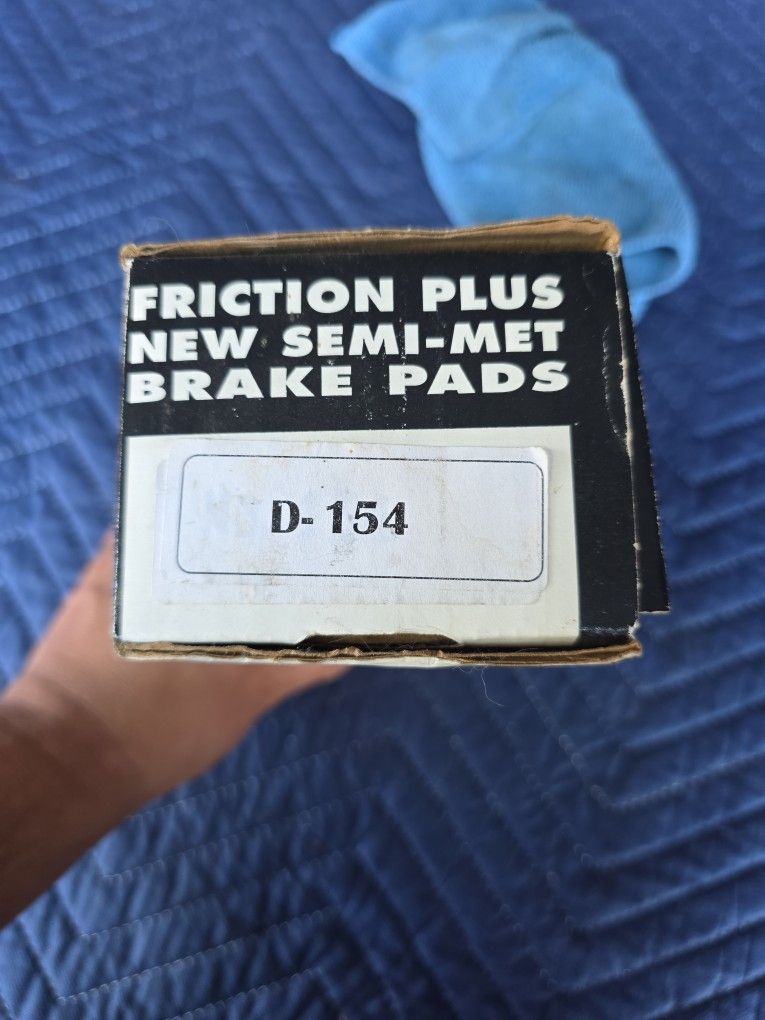 FRICTION PLUS
NEW SEMI-MET
BRAKE PADS
D-154